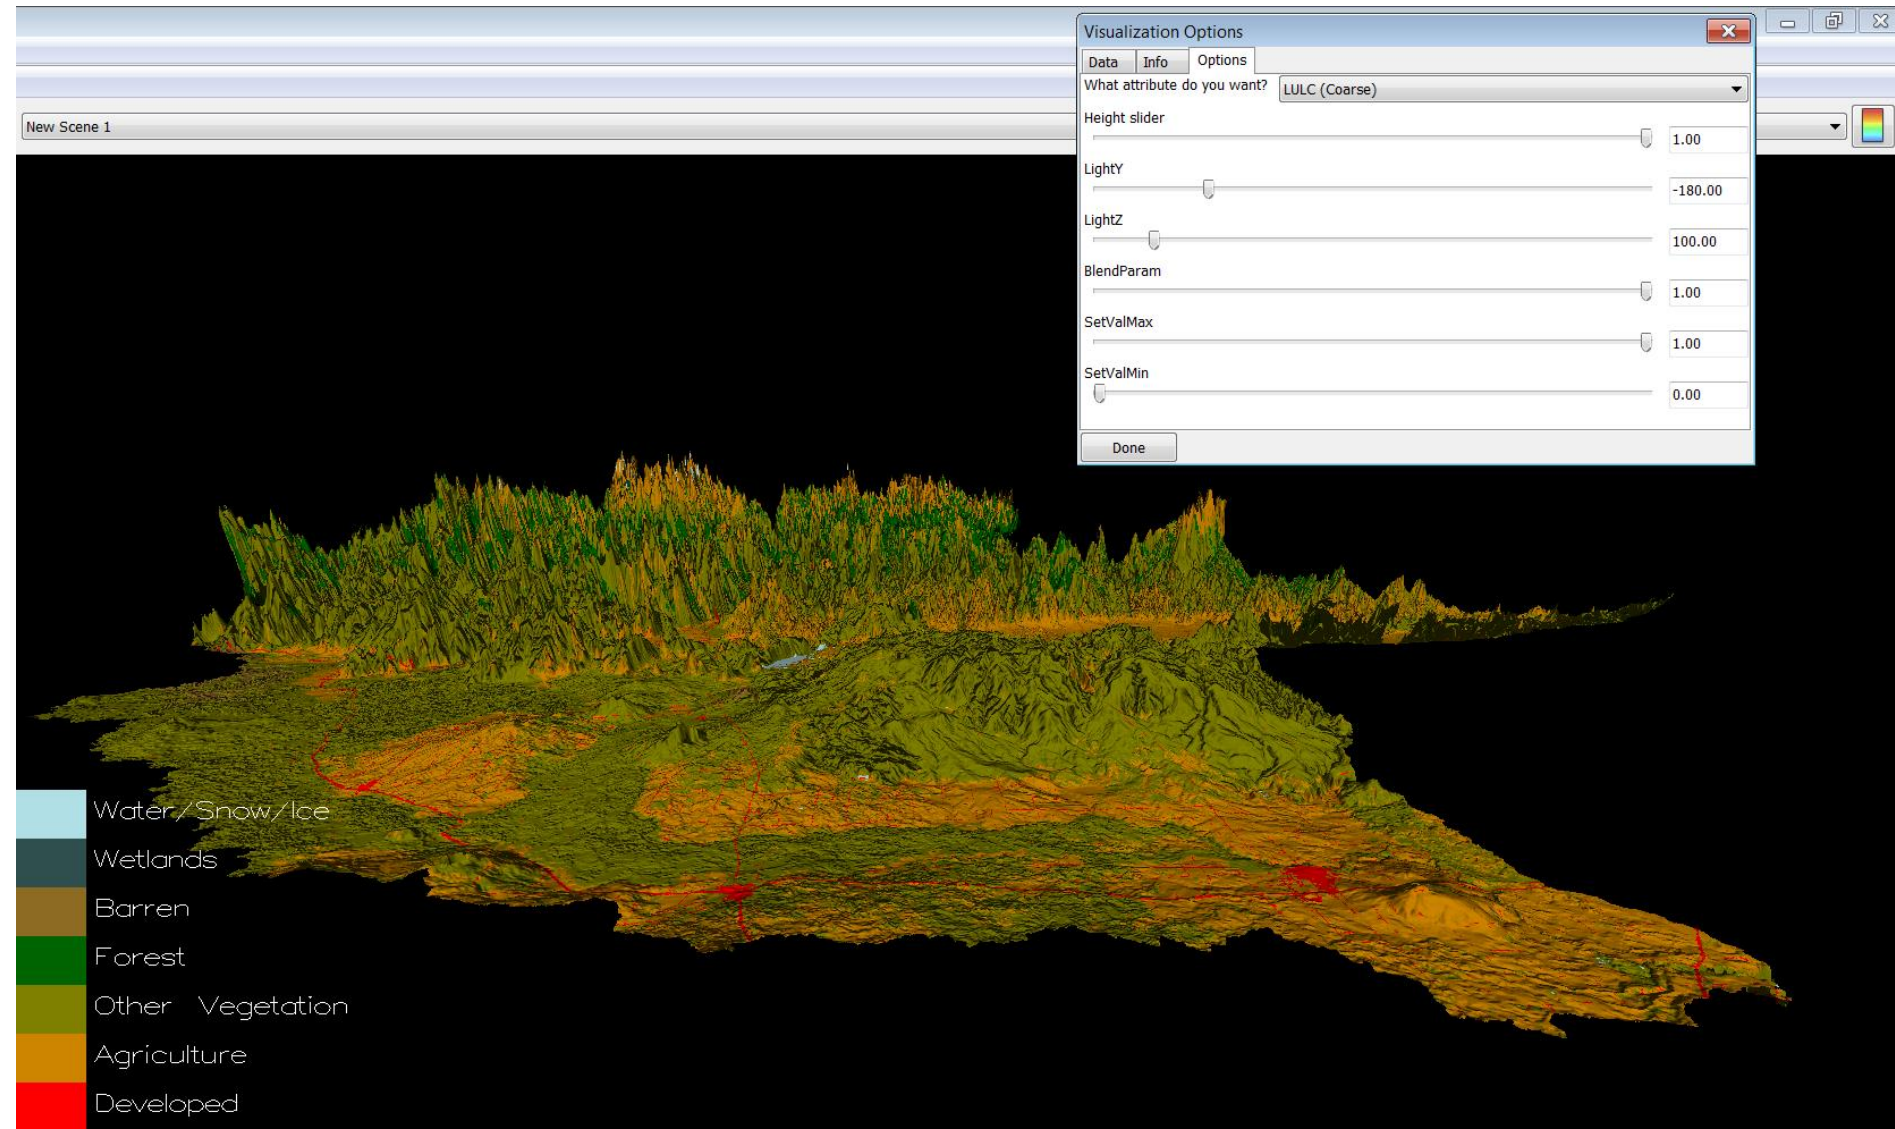 Visualization Options
Data Info Options
What attribute do you want? LULC (Coarse)
New Scene 1
Height slider
1.00
LightY
-180.00
LightZ
100.00
BlendParam
1.00
SetValMax
1.00
SetValMin
0.00
Done
Water/Snow/Ice
Wetlands
Barren
Forest
Other Vegetation
Agriculture
Developed